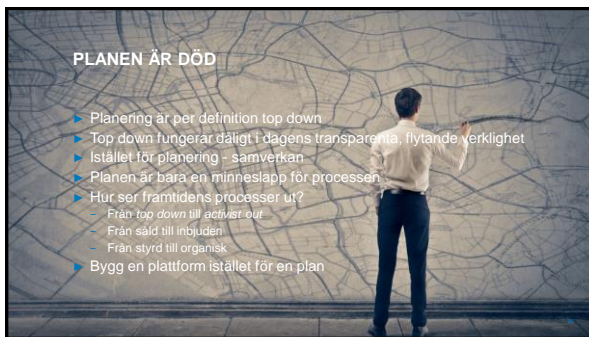 PLANEN ÄR DÖD
Planering är per definition top down
Top down fungerar dåligt i dagens transparenta, flytande verklighet
Istället för planering - samverkan
Planen är bara en minneslapp för processen
Hur ser framtidens processer ut?
Från top down till activist out
Från såld till inbjuden
Från styrd till organisk
Bygg en plattform istället för en plan